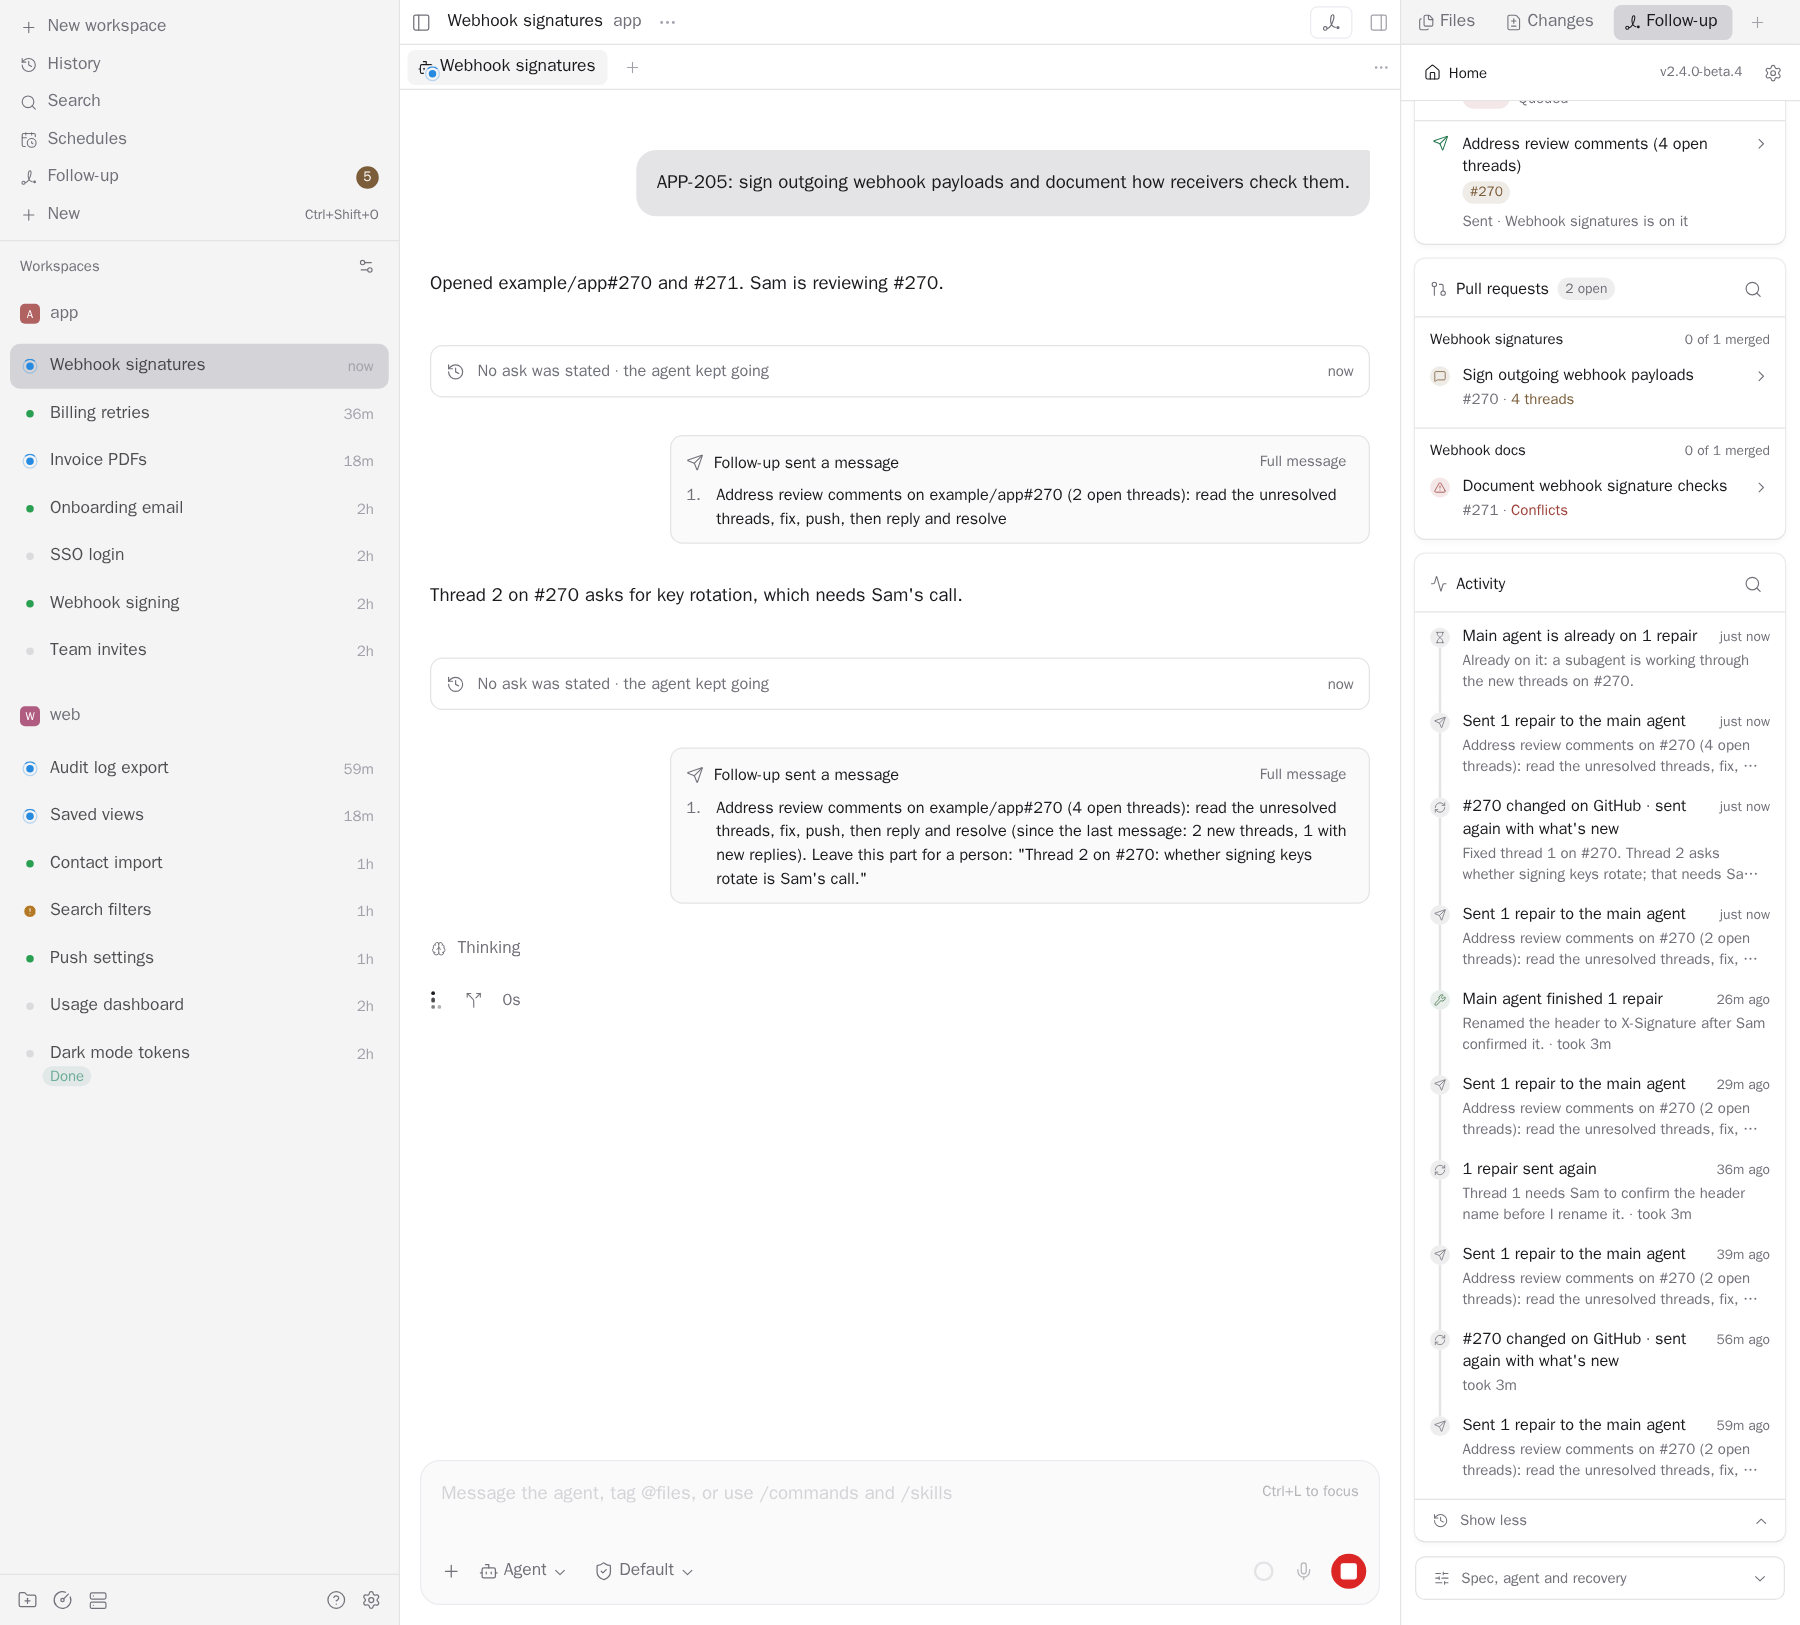 New workspace
History
Search
Schedules
Follow-up 5
New Ctrl+Shift+O
Workspaces
A app
Webhook signatures now
Billing retries 36m
Invoice PDFs 18m
Onboarding email 2h
SSO login 2h
Webhook signing 2h
Team invites 2h
W web
Audit log export 59m
Saved views 18m
Contact import 1h
Search filters 1h
Push settings 1h
Usage dashboard 2h
Dark mode tokens 2h
Done
Webhook signatures app
Webhook signatures
APP-205: sign outgoing webhook payloads and document how receivers check them.
Opened example/app#270 and #271. Sam is reviewing #270.
No ask was stated · the agent kept going now
Follow-up sent a message Full message
1. Address review comments on example/app#270 (2 open threads): read the unresolved
threads, fix, push, then reply and resolve
Thread 2 on #270 asks for key rotation, which needs Sam's call.
No ask was stated · the agent kept going now
Follow-up sent a message Full message
1. Address review comments on example/app#270 (4 open threads): read the unresolved
threads, fix, push, then reply and resolve (since the last message: 2 new threads, 1 with
new replies). Leave this part for a person: "Thread 2 on #270: whether signing keys
rotate is Sam's call."
Thinking
0s
Message the agent, tag @files, or use /commands and /skills Ctrl+L to focus
Agent Default
Files Changes Follow-up
Home v2.4.0-beta.4
Queued
Address review comments (4 open
threads)
#270
Sent · Webhook signatures is on it
Pull requests 2 open
Webhook signatures 0 of 1 merged
Sign outgoing webhook payloads
#270 · 4 threads
Webhook docs 0 of 1 merged
Document webhook signature checks
#271 · Conflicts
Activity
Main agent is already on 1 repair just now
Already on it: a subagent is working through
the new threads on #270.
Sent 1 repair to the main agent just now
Address review comments on #270 (4 open
threads): read the unresolved threads, fix, ···
#270 changed on GitHub · sent just now
again with what's new
Fixed thread 1 on #270. Thread 2 asks
whether signing keys rotate; that needs Sa···
Sent 1 repair to the main agent just now
Address review comments on #270 (2 open
threads): read the unresolved threads, fix, ···
Main agent finished 1 repair 26m ago
Renamed the header to X-Signature after Sam
confirmed it. · took 3m
Sent 1 repair to the main agent 29m ago
Address review comments on #270 (2 open
threads): read the unresolved threads, fix, ···
1 repair sent again 36m ago
Thread 1 needs Sam to confirm the header
name before I rename it. · took 3m
Sent 1 repair to the main agent 39m ago
Address review comments on #270 (2 open
threads): read the unresolved threads, fix, ···
#270 changed on GitHub · sent 56m ago
again with what's new
took 3m
Sent 1 repair to the main agent 59m ago
Address review comments on #270 (2 open
threads): read the unresolved threads, fix, ···
Show less
Spec, agent and recovery